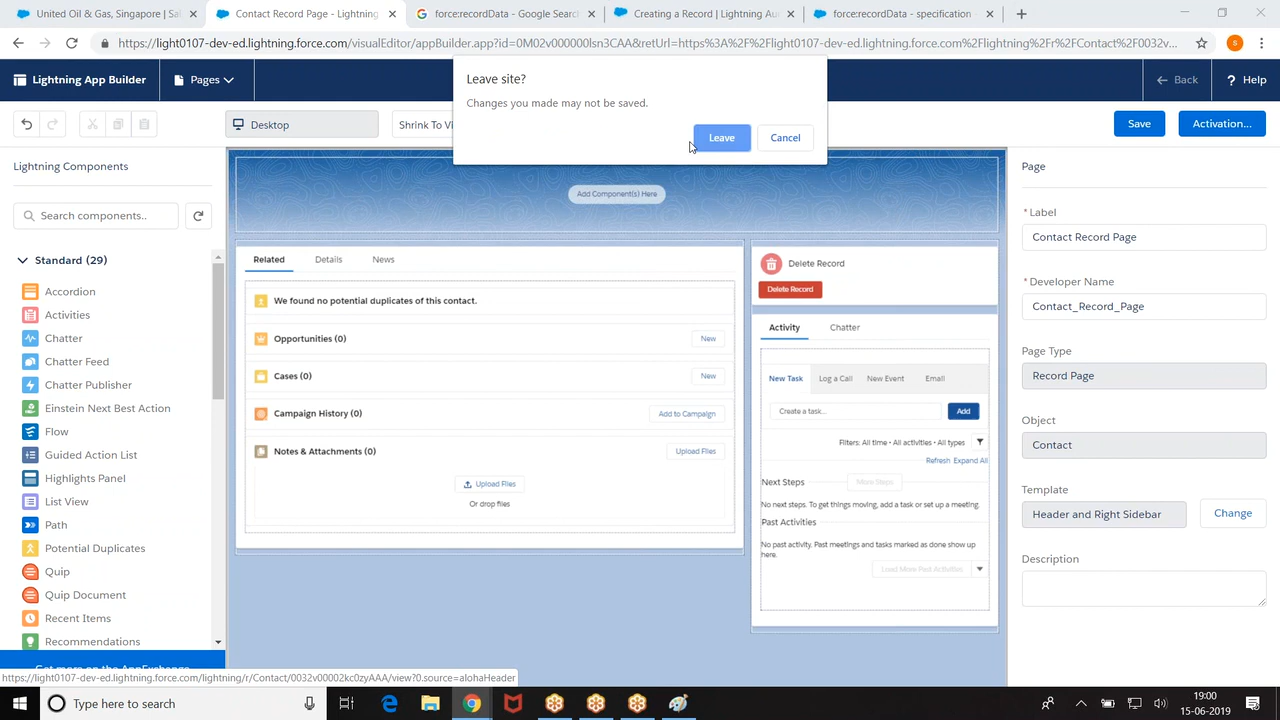 United Oil & Gas, Singapore | Sal
Contact Record Page - Lightning
force:recordData - Google Search
Creating a Record | Lightning Au
force:recordData - specification
https://light0107-dev-ed.lightning.force.com/visualEditor/appBuilder.app?id=0M02v000000lsn3CAA&retUrl=https%3A%2F%2Flight0107-dev-ed.lightning.force.com%2Flightning%2Fr%2FContact%2F0032v...
S
Lightning App Builder
Pages
Back
? Help
Leave site?
Changes you made may not be saved.
Leave
Cancel
Desktop
Shrink To Vi
Save
Activation...
Lightning Components
Search components..
Standard (29)
Accordion
Activities
Chatter
Chatter Feed
Chatter Publisher
Einstein Next Best Action
Flow
Guided Action List
Highlights Panel
List View
Path
Potential Duplicates
Quip
Quip Document
Recent Items
Recommendations
Get more on the AppExchange
Add Component(s) Here
Related
Details
News
We found no potential duplicates of this contact.
Opportunities (0)
New
Cases (0)
New
Campaign History (0)
Add to Campaign
Notes & Attachments (0)
Upload Files
Upload Files
Or drop files
Delete Record
Delete Record
Activity
Chatter
New Task
Log a Call
New Event
Email
Create a task...
Add
Filters: All time • All activities • All types
Refresh Expand All
Next Steps
More Steps
No next steps. To get things moving, add a task or set up a meeting.
Past Activities
No past activity. Past meetings and tasks marked as done show up
here.
Load More Past Activities
Page
* Label
Contact Record Page
* Developer Name
Contact_Record_Page
Page Type
Record Page
Object
Contact
Template
Header and Right Sidebar
Change
Description
https://light0107-dev-ed.lightning.force.com/lightning/r/Contact/0032v00002kc0zyAAA/view?0.source=alohaHeader
Type here to search
19:00
15-06-2019